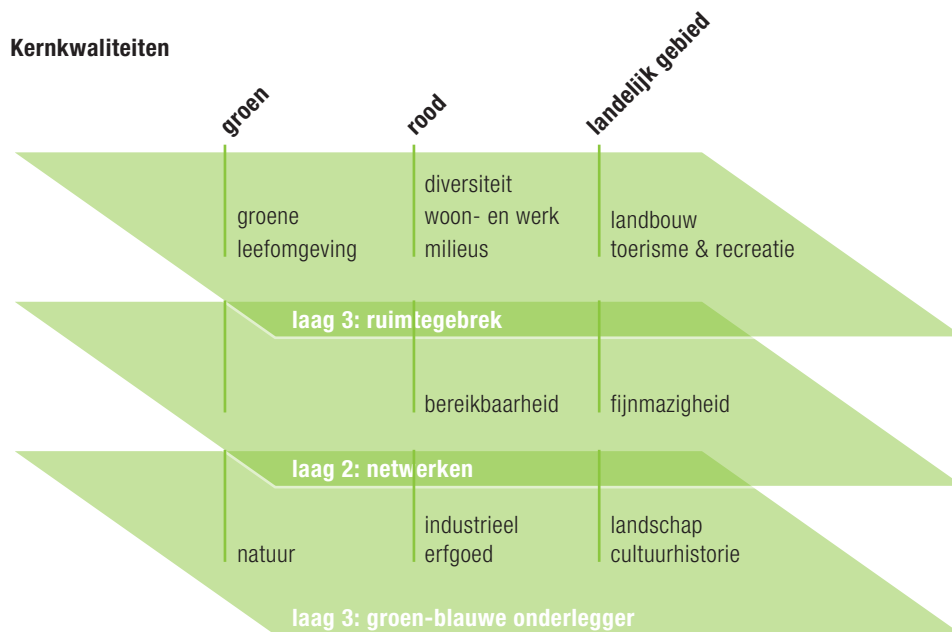 Kernkwaliteiten
groen
rood
landelijk gebied
groene
leefomgeving
diversiteit
woon- en werk
milieus
landbouw
toerisme & recreatie
laag 3: ruimtegebrek
bereikbaarheid
fijnmazigheid
laag 2: netwerken
natuur
industrieel
erfgoed
landschap
cultuurhistorie
laag 3: groen-blauwe onderlegger